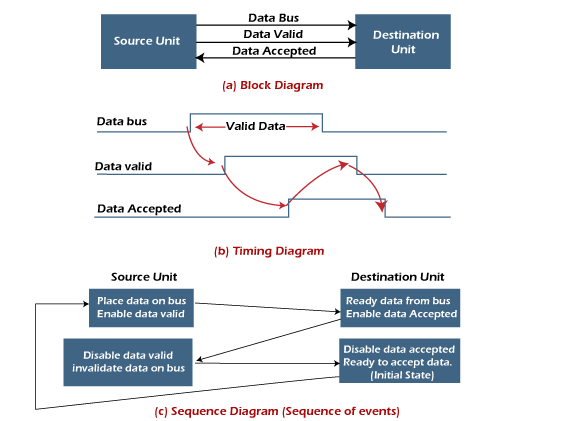 Data Bus
Source Unit
Data Valid
Destination
Unit
Data Accepted
(a) Block Diagram
Data bus
Valid Data
Data valid
Data Accepted
(b) Timing Diagram
Source Unit
Destination Unit
Place data on bus
Enable data valid
Ready data from bus
Enable data Accepted
Disable data valid
invalidate data on bus
Disable data accepted
Ready to accept data.
(Initial State)
(c) Sequence Diagram (Sequence of events)